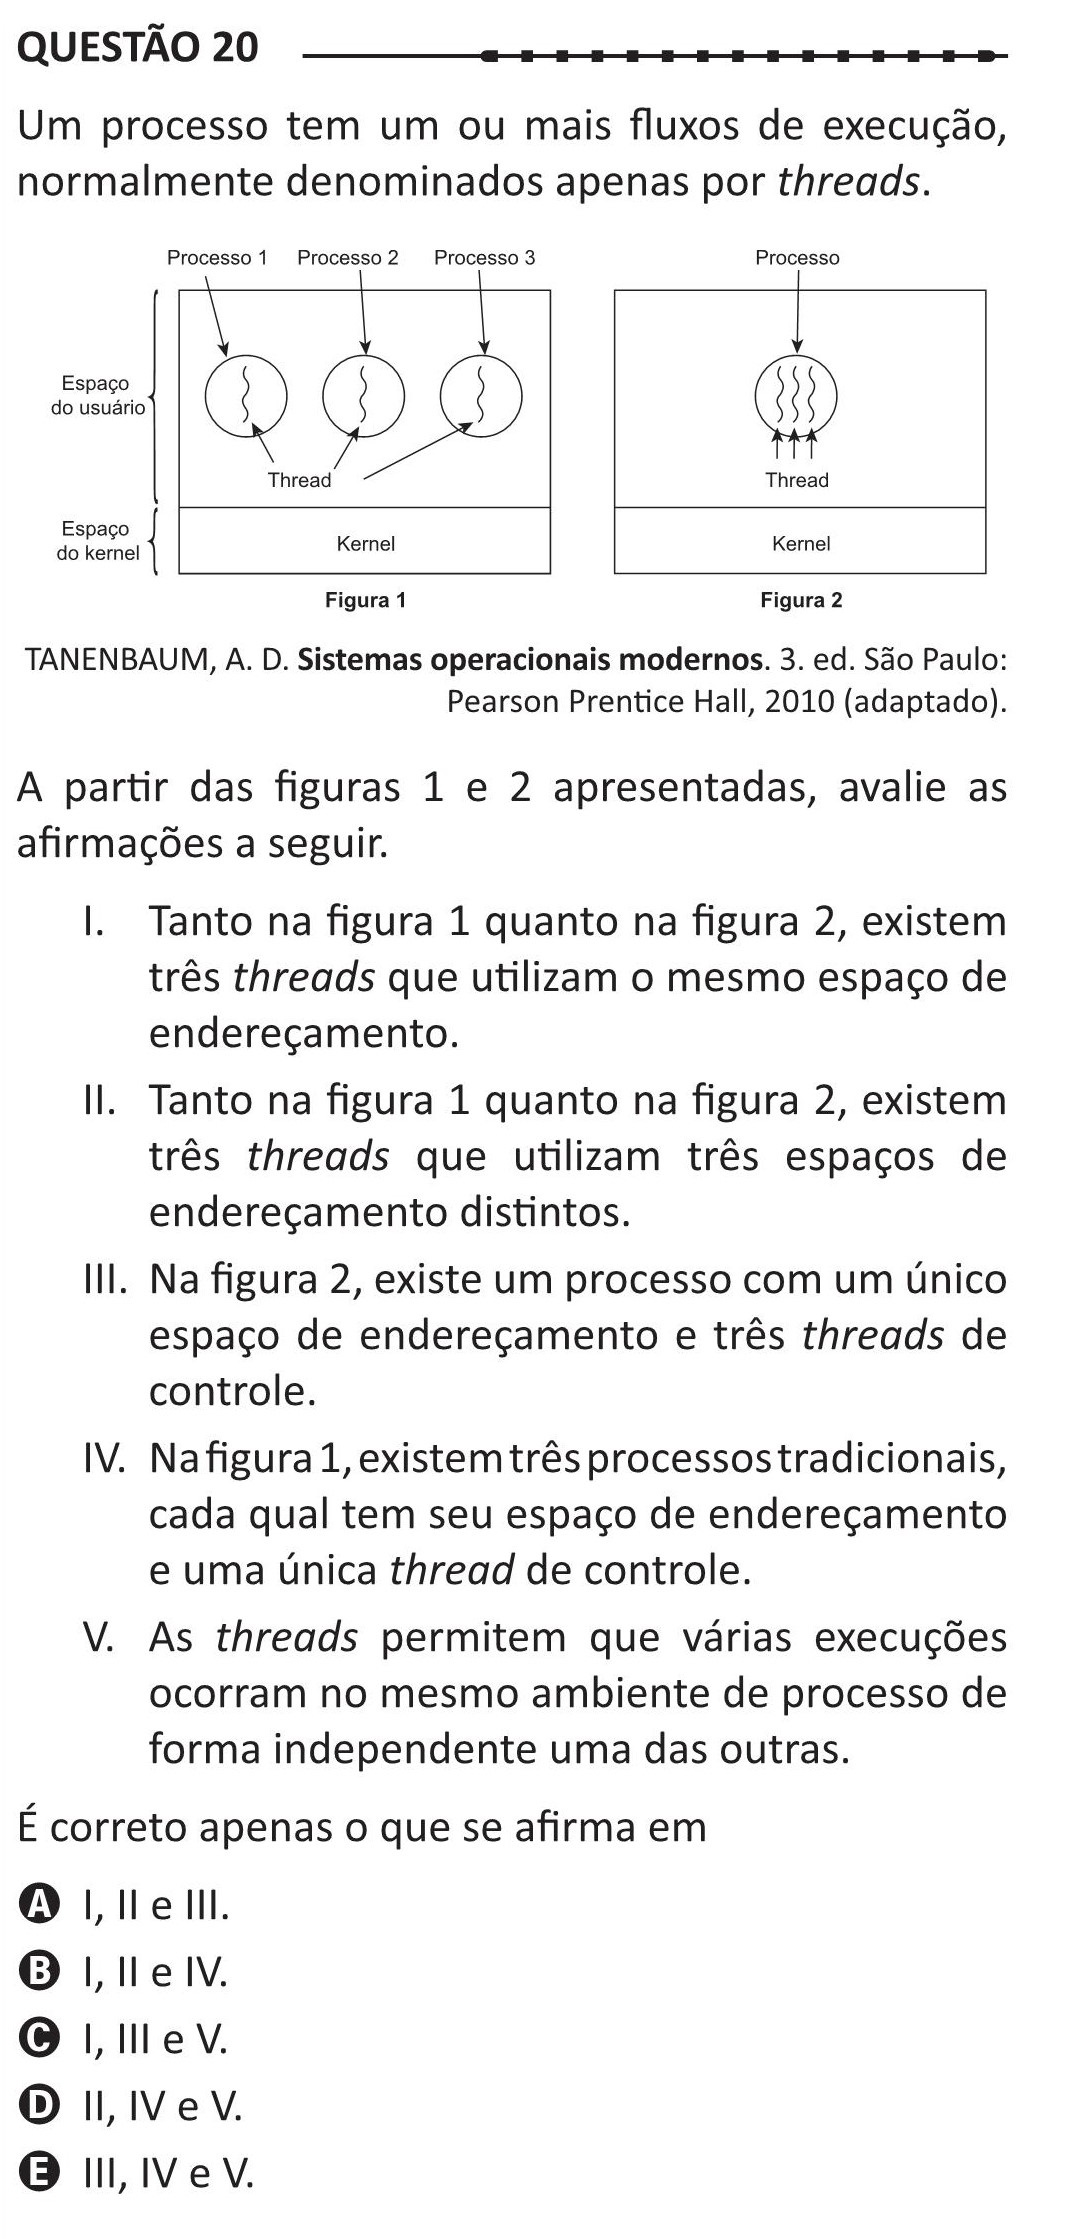 QUESTÃO 20
Um processo tem um ou mais fluxos de execução,
normalmente denominados apenas por threads.
Processo 1 Processo 2 Processo 3 Processo
Espaço
do usuário
Thread Thread
Espaço
do kernel
Kernel Kernel
Figura 1 Figura 2
TANENBAUM, A. D. Sistemas operacionais modernos. 3. ed. São Paulo:
Pearson Prentice Hall, 2010 (adaptado).
A partir das figuras 1 e 2 apresentadas, avalie as
afirmações a seguir.
I. Tanto na figura 1 quanto na figura 2, existem
três threads que utilizam o mesmo espaço de
endereçamento.
II. Tanto na figura 1 quanto na figura 2, existem
três threads que utilizam três espaços de
endereçamento distintos.
III. Na figura 2, existe um processo com um único
espaço de endereçamento e três threads de
controle.
IV. Na figura 1, existem três processos tradicionais,
cada qual tem seu espaço de endereçamento
e uma única thread de controle.
V. As threads permitem que várias execuções
ocorram no mesmo ambiente de processo de
forma independente uma das outras.
É correto apenas o que se afirma em
A I, II e III.
B I, II e IV.
C I, III e V.
D II, IV e V.
E III, IV e V.